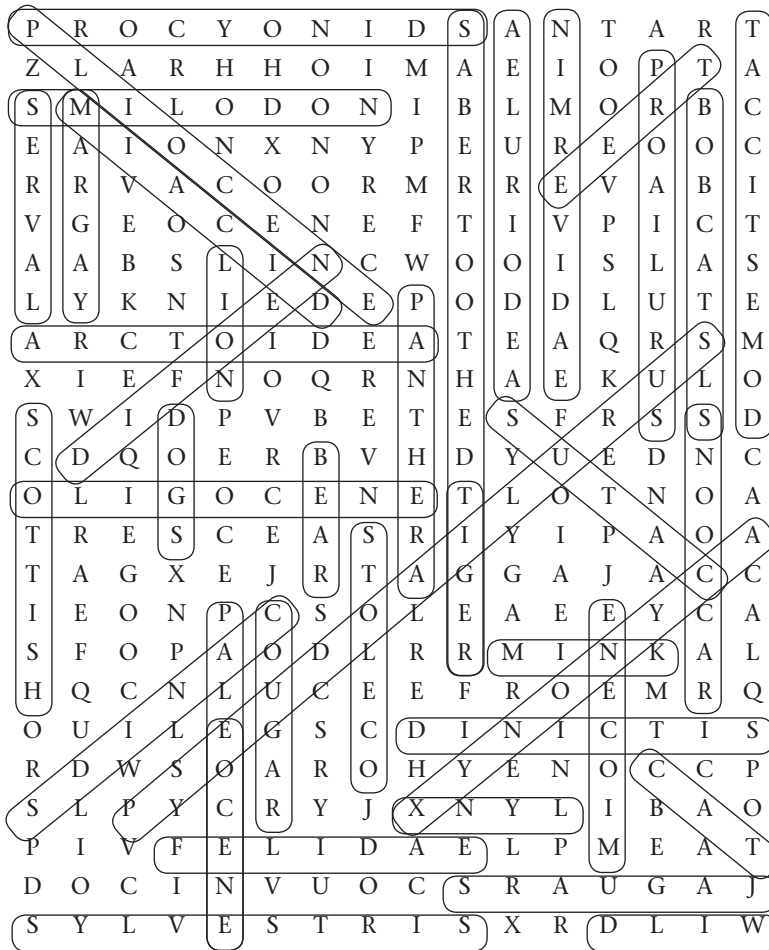 P R O C Y O N I D S A N T A R T
Z L A R H H O I M A E I O P T A
S M I L O D O N I B L M O R B C
E A I O N X N Y P E U R E O O C
R R V A C O O R M R R E V A B I
V G E O C E N E F T I V P I C T
A A B S L I N C W O O I S L A S
L Y K N I E D E P O D D L U T E
A R C T O I D E A T E A Q R S M
X I E F N O Q R N H A E K U L O
S W I D P V B E T E S F R S S D
C D Q O E R B V H D Y U E D N C
O L I G O C E N E T L O T N O A
T R E S C E A S R I Y I P A O A
T A G X E J R T A G G A J A C C
I E O N P C S O L E A E E Y C A
S F O P A O D L R R M I N K A L
H Q C N L U C E E F R O E M R Q
O U I L E G S C D I N I C T I S
R D W S O A R O H Y E N O C C P
S L P Y C R Y J X N Y L I B A O
P I V F E L I D A E L P M E A T
D O C I N V U O C S R A U G A J
S Y L V E S T R I S X R D L I W